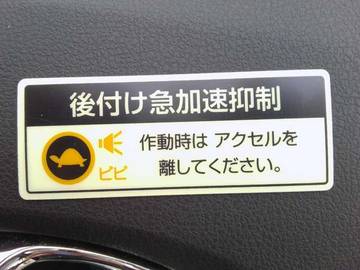 後付け急加速抑制
作動時は アクセルを
離してください。
ピピ